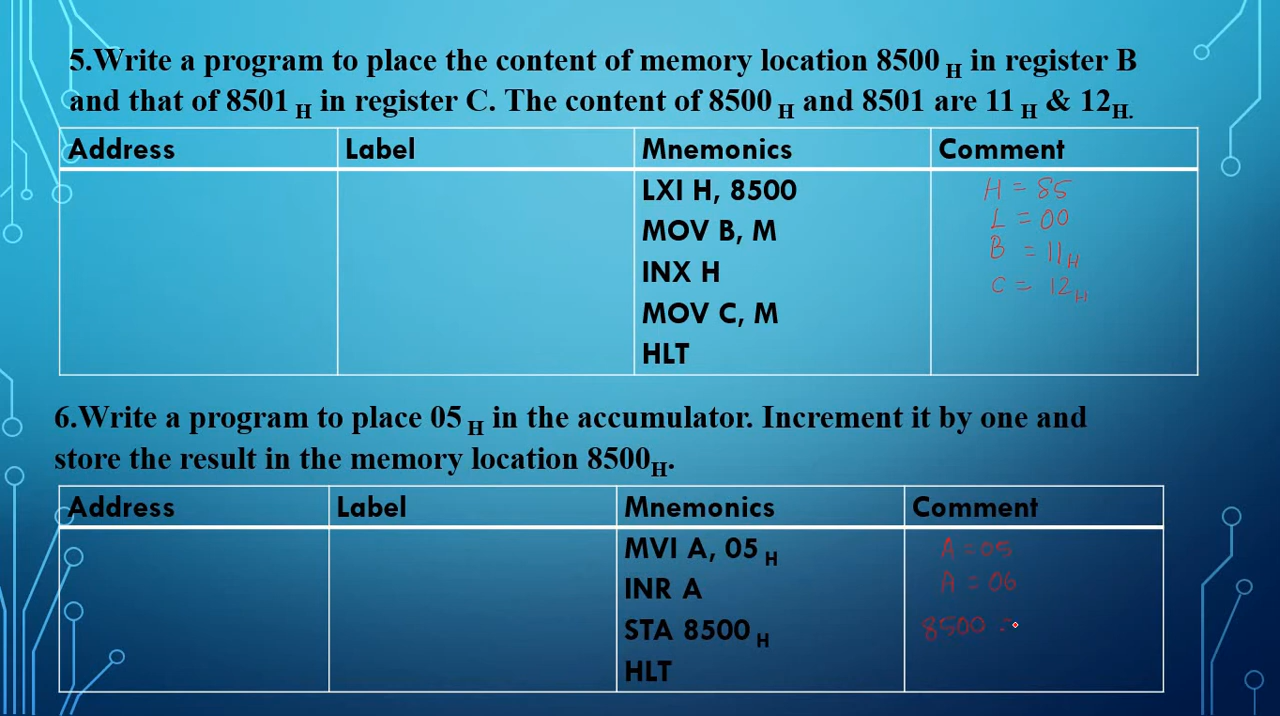 5.Write a program to place the content of memory location 8500 H in register B
and that of 8501 H in register C. The content of 8500 H and 8501 are 11 H & 12H.
Address Label Mnemonics Comment
LXI H, 8500 H = 85
L = 00
MOV B, M B = 11H
INX H C = 12H
MOV C, M
HLT
6.Write a program to place 05 H in the accumulator. Increment it by one and
store the result in the memory location 8500H.
Address Label Mnemonics Comment
MVI A, 05 H A = 05
INR A A = 06
STA 8500 H 8500 =
HLT